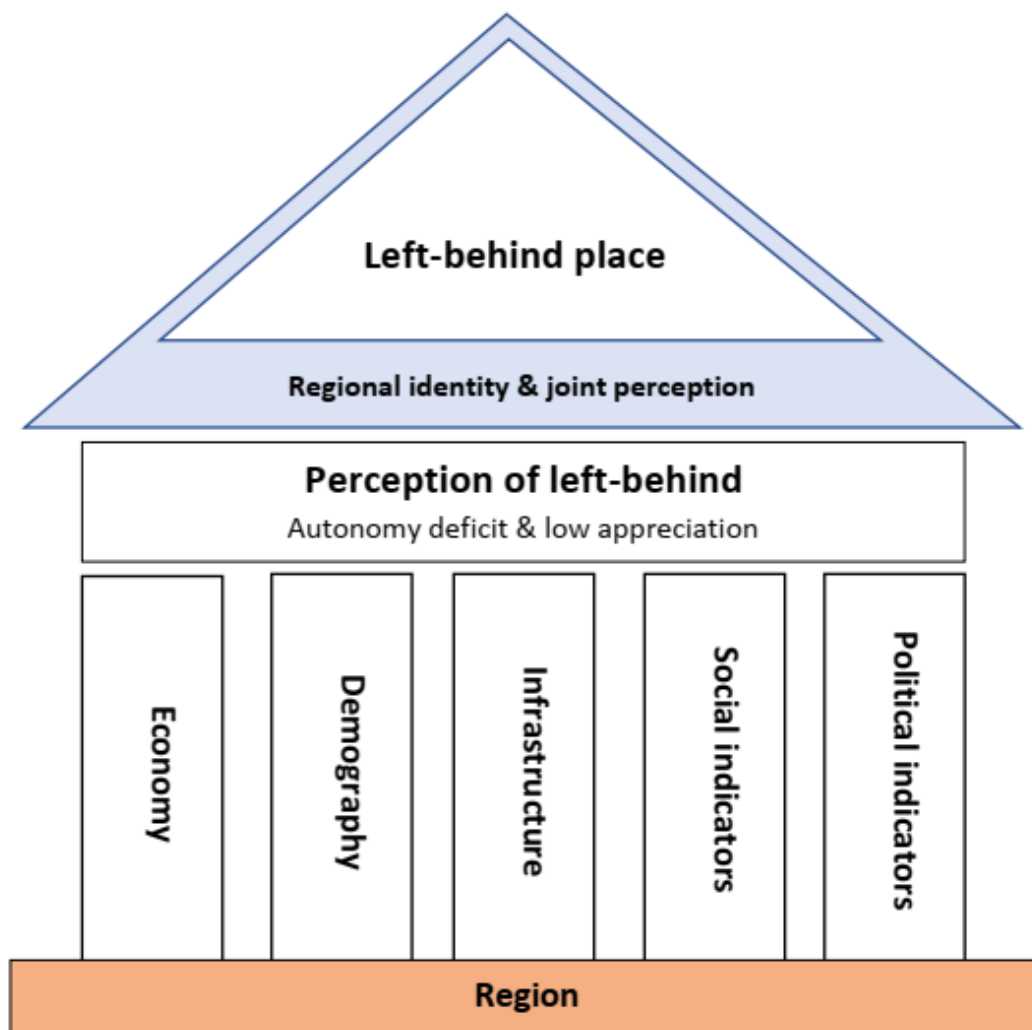 Left-behind place
Regional identity & joint perception
Perception of left-behind
Autonomy deficit & low appreciation
Economy
Demography
Infrastructure
Social indicators
Political indicators
Region